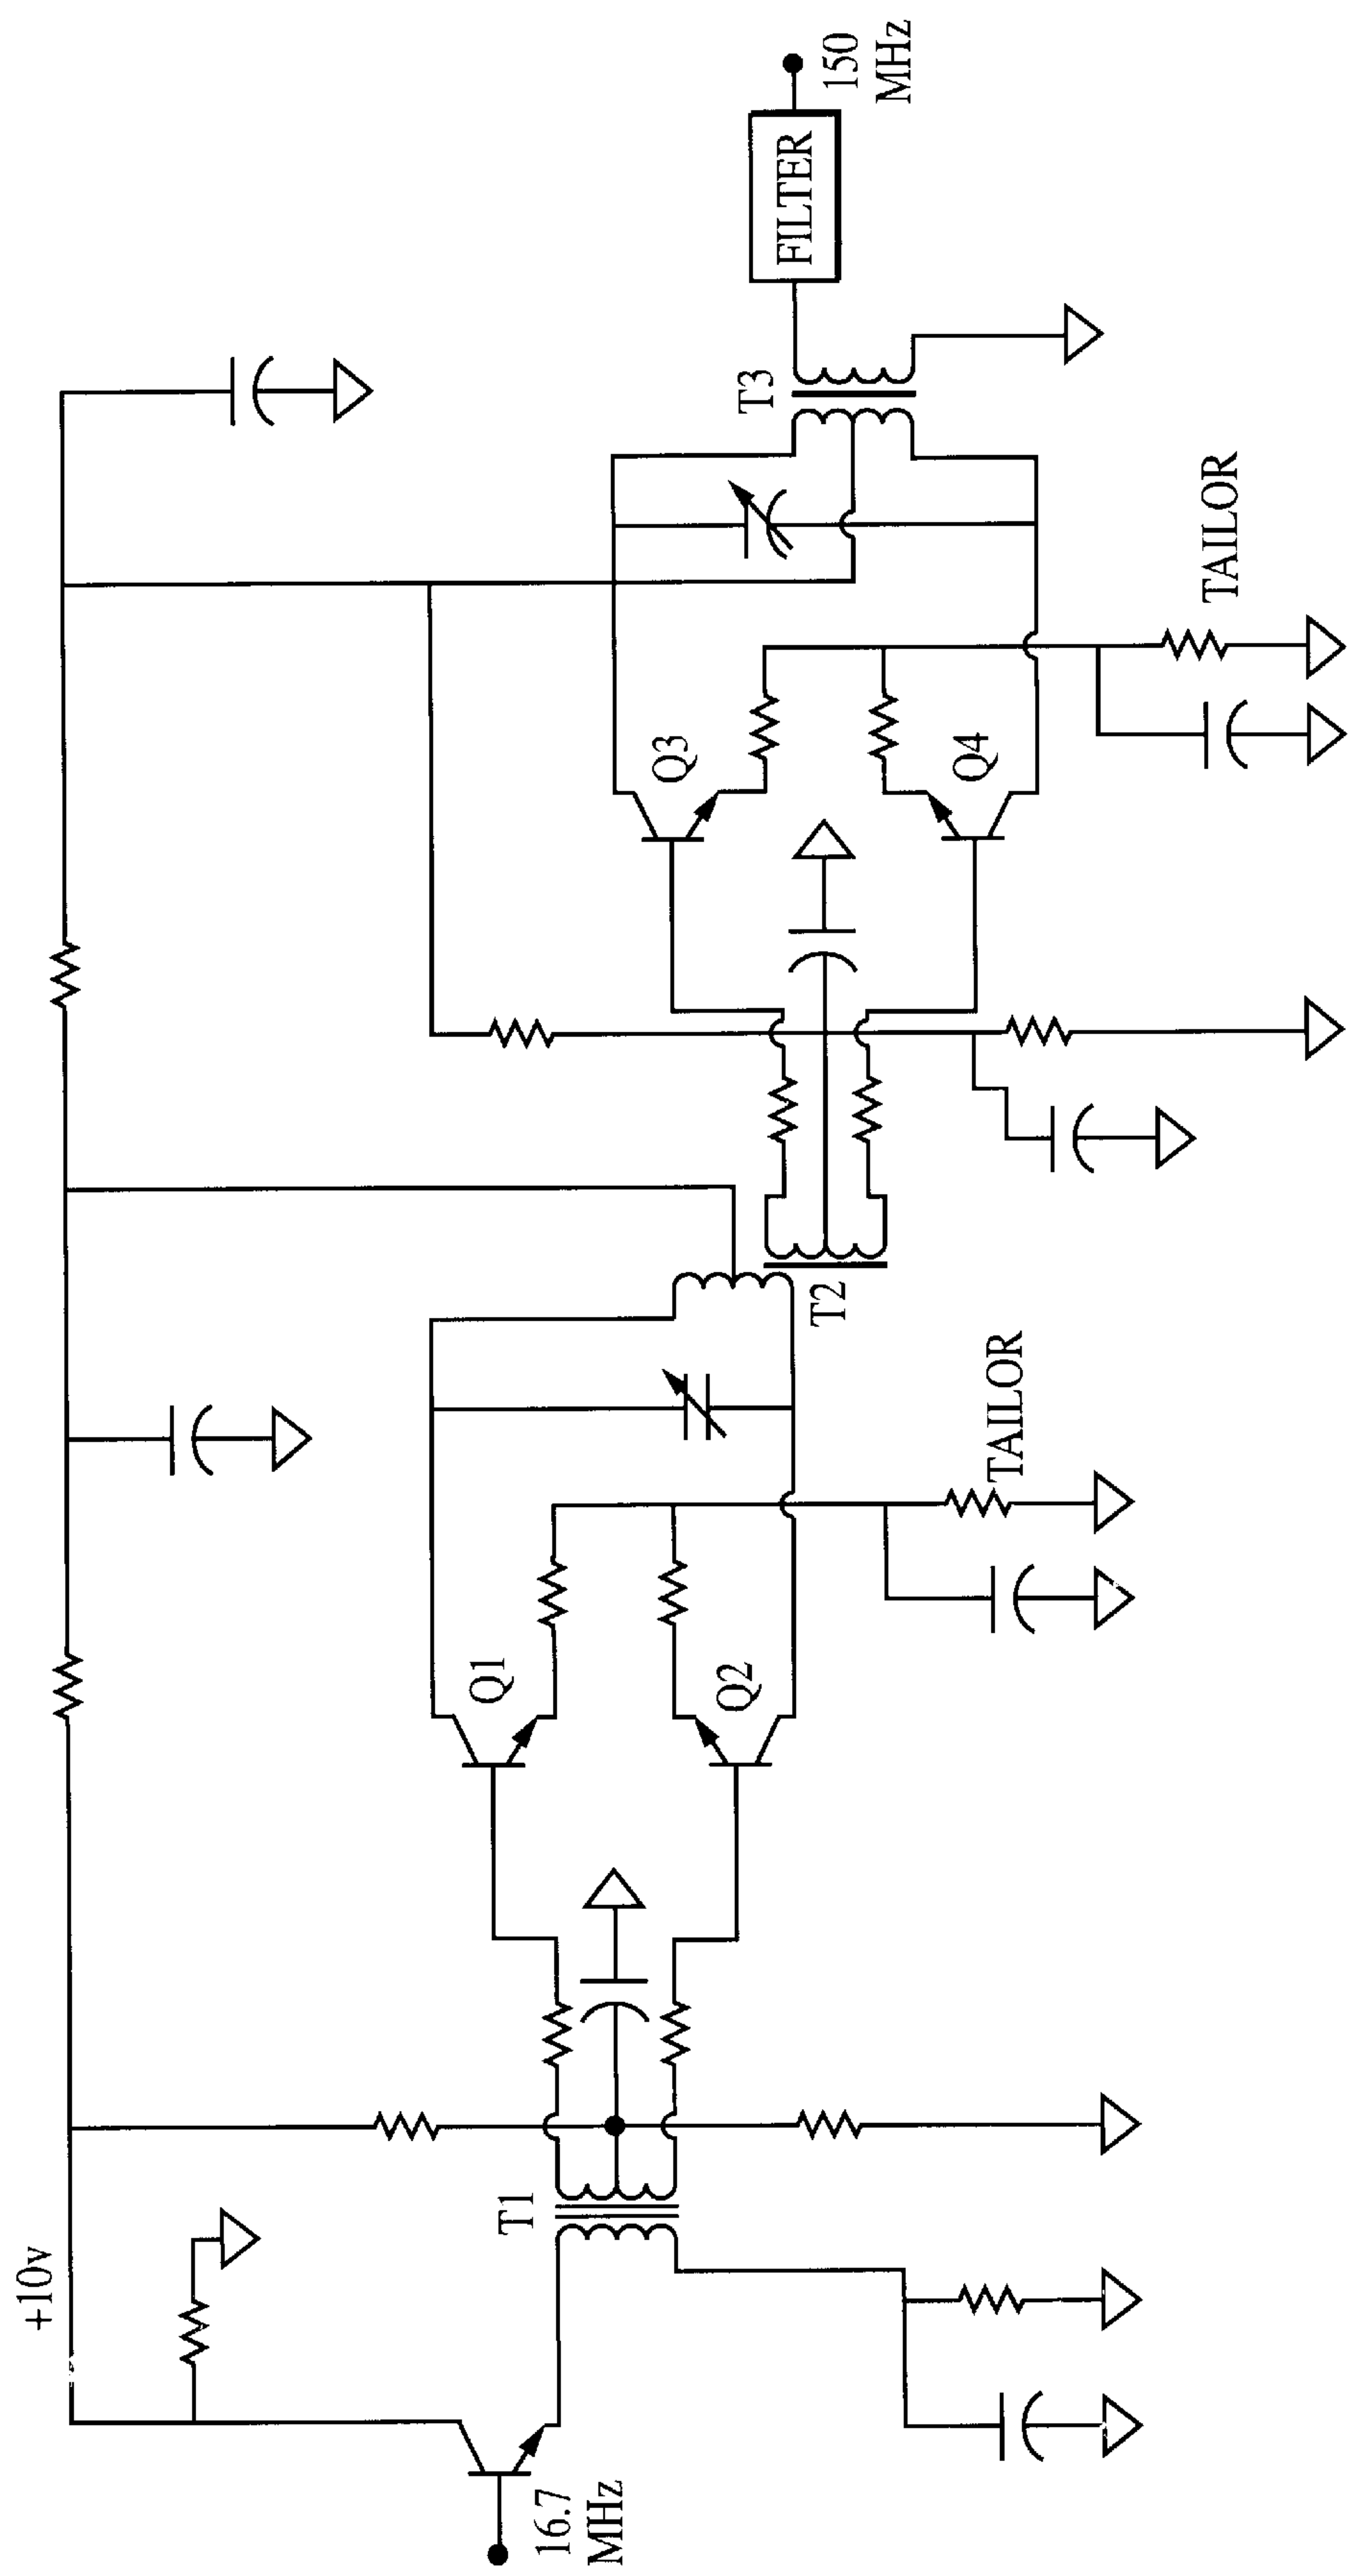 +10v
16.7
MHz
T1
Q1
Q2
TAILOR
T2
Q3
Q4
TAILOR
T3
FILTER
150
MHz